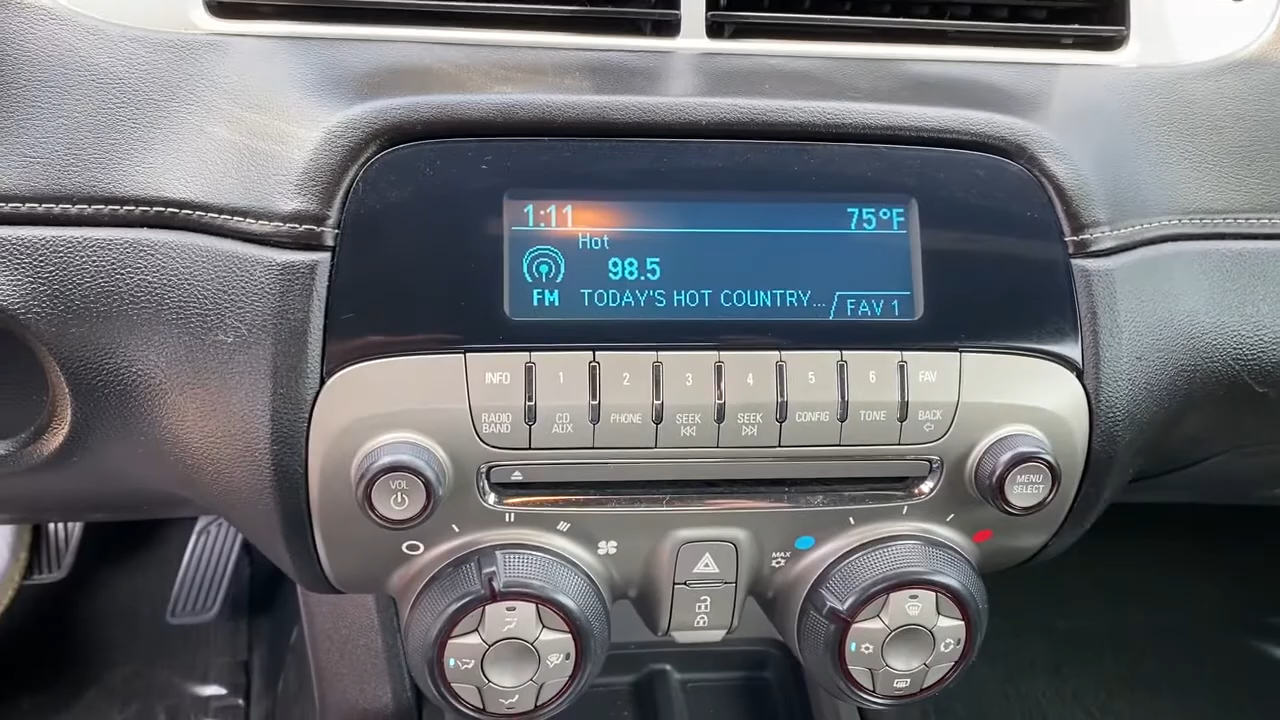 1:11 75°F
Hot
98.5
FM TODAY'S HOT COUNTRY... FAV 1
INFO 1 2 3 4 5 6 FAV
RADIO BAND CD AUX PHONE SEEK SEEK CONFIG TONE BACK
VOL
MENU SELECT
MAX